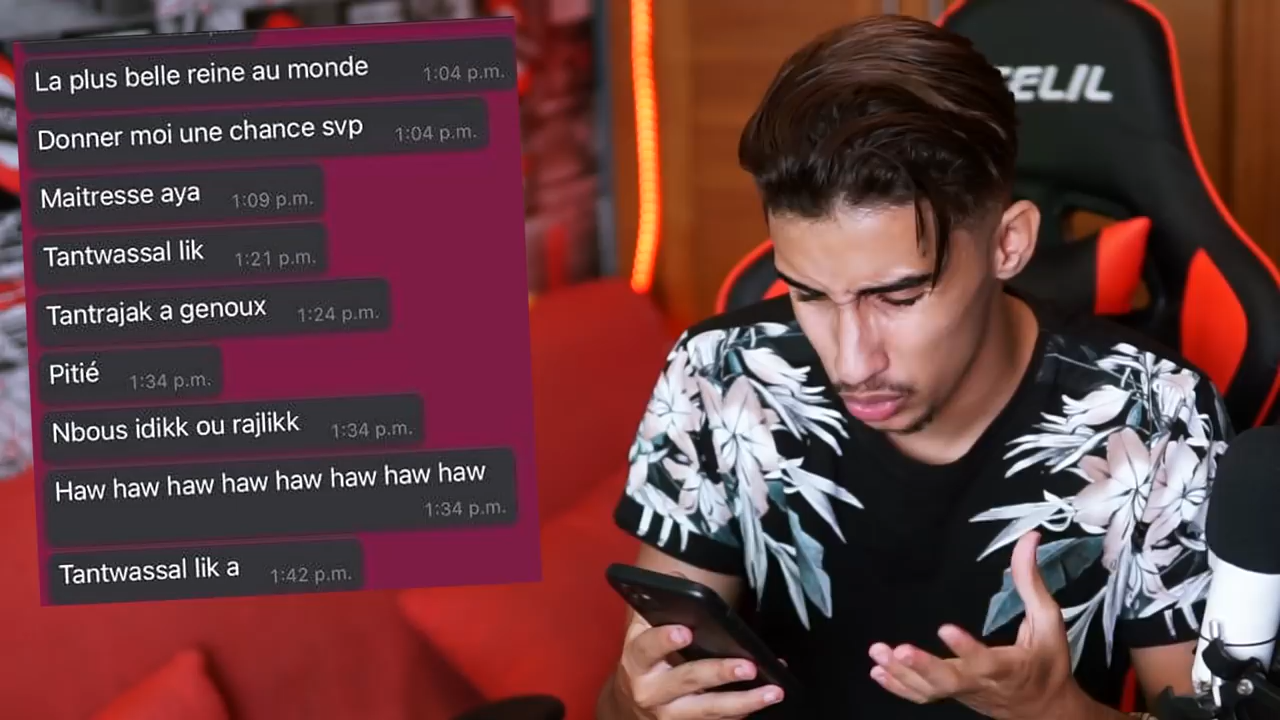 La plus belle reine au monde 1:04 p.m.
Donner moi une chance svp 1:04 p.m.
Maitresse aya 1:09 p.m.
Tantwassal lik 1:21 p.m.
Tantrajak a genoux 1:24 p.m.
Pitié 1:34 p.m.
Nbous idikk ou rajlikk 1:34 p.m.
Haw haw haw haw haw haw haw haw
1:34 p.m.
Tantwassal lik a 1:42 p.m.